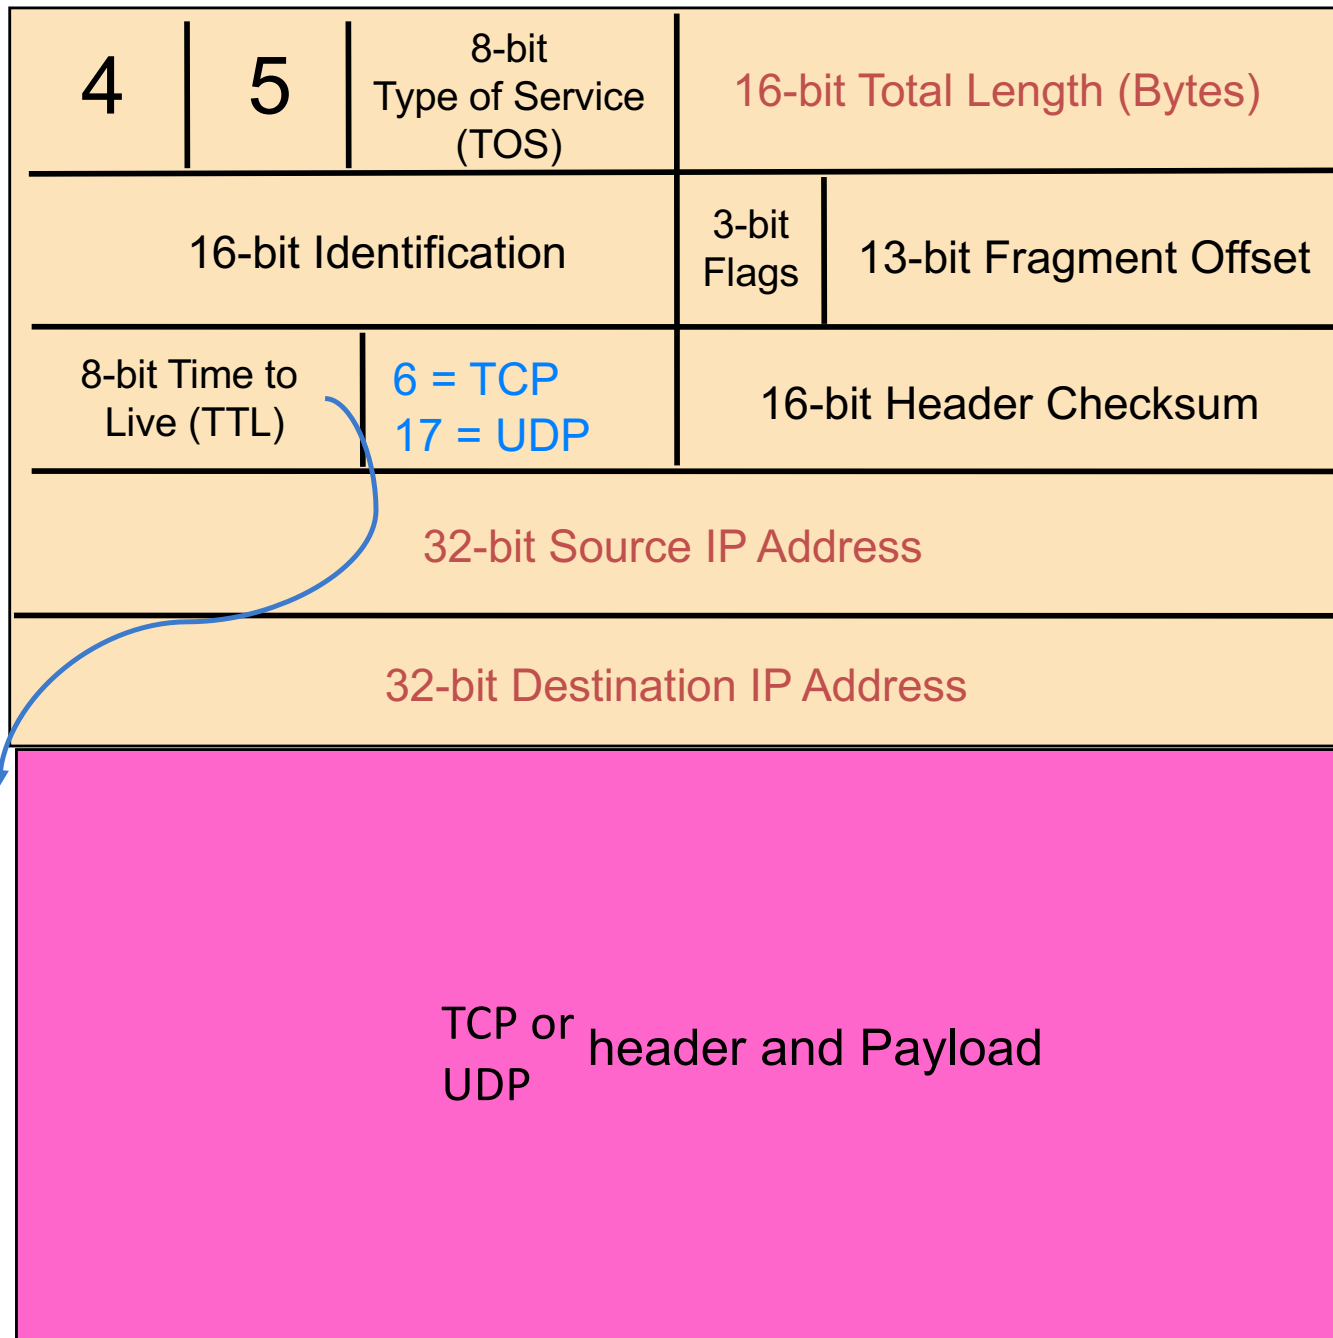 4
5
8-bit
Type of Service
(TOS)
16-bit Total Length (Bytes)
16-bit Identification
3-bit
Flags
13-bit Fragment Offset
8-bit Time to
Live (TTL)
6 = TCP
17 = UDP
16-bit Header Checksum
32-bit Source IP Address
32-bit Destination IP Address
TCP or
UDP
header and Payload